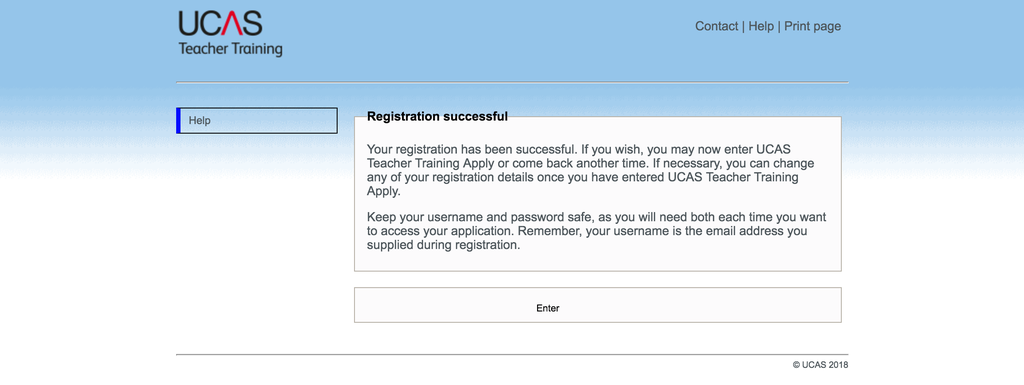 UCAS
Teacher Training
Contact | Help | Print page
Help
Registration successful
Your registration has been successful. If you wish, you may now enter UCAS
Teacher Training Apply or come back another time. If necessary, you can change
any of your registration details once you have entered UCAS Teacher Training
Apply.
Keep your username and password safe, as you will need both each time you want
to access your application. Remember, your username is the email address you
supplied during registration.
Enter
© UCAS 2018